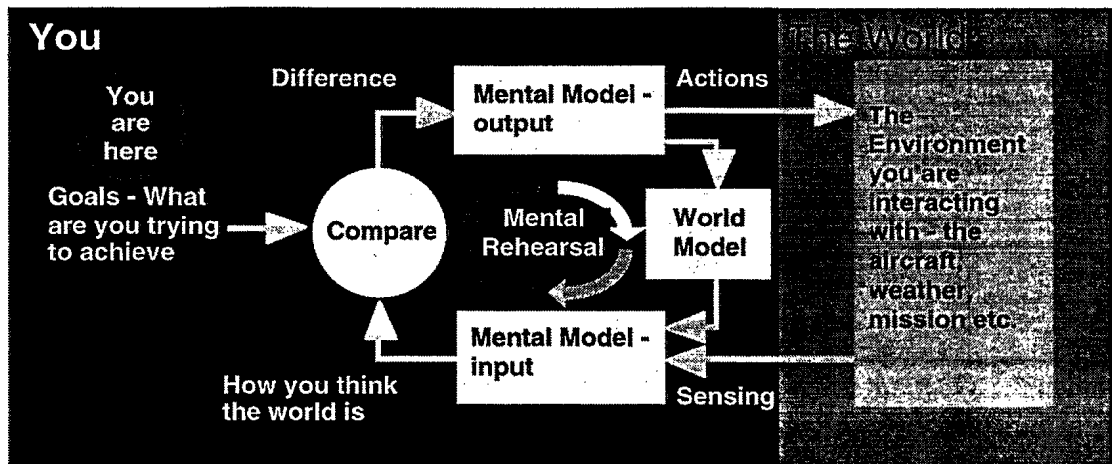 You
The World
Difference
Actions
You
are
here
Mental Model -
output
The
Environment
you are
interacting
with - the
aircraft,
weather,
mission etc.
Goals - What
are you trying
to achieve
Compare
Mental
Rehearsal
World
Model
Mental Model -
input
How you think
the world is
Sensing